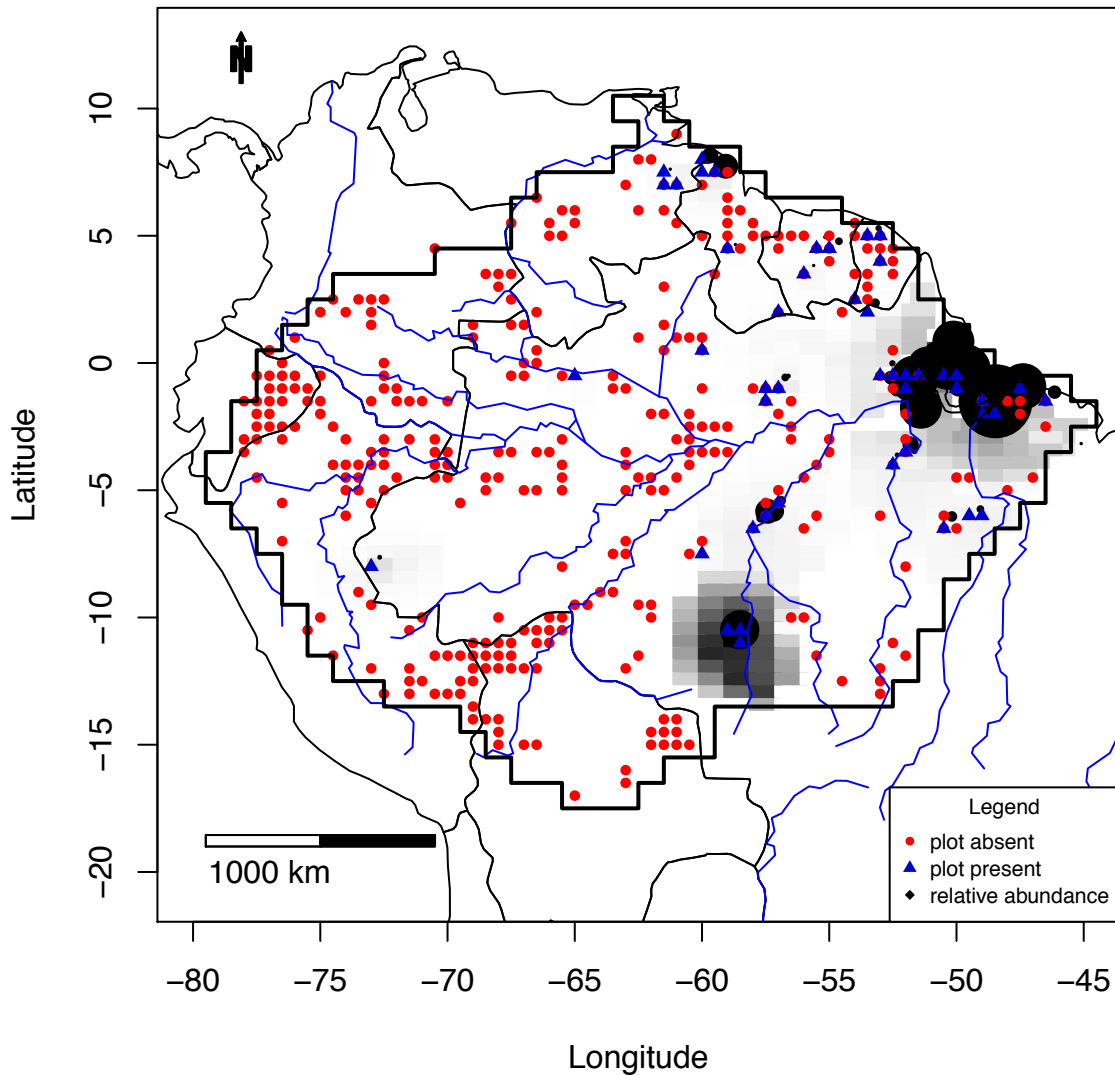 N
10
5
0
−5
−10
−15
−20
Latitude
1000 km
Legend
plot absent
plot present
relative abundance
−80 −75 −70 −65 −60 −55 −50 −45
Longitude